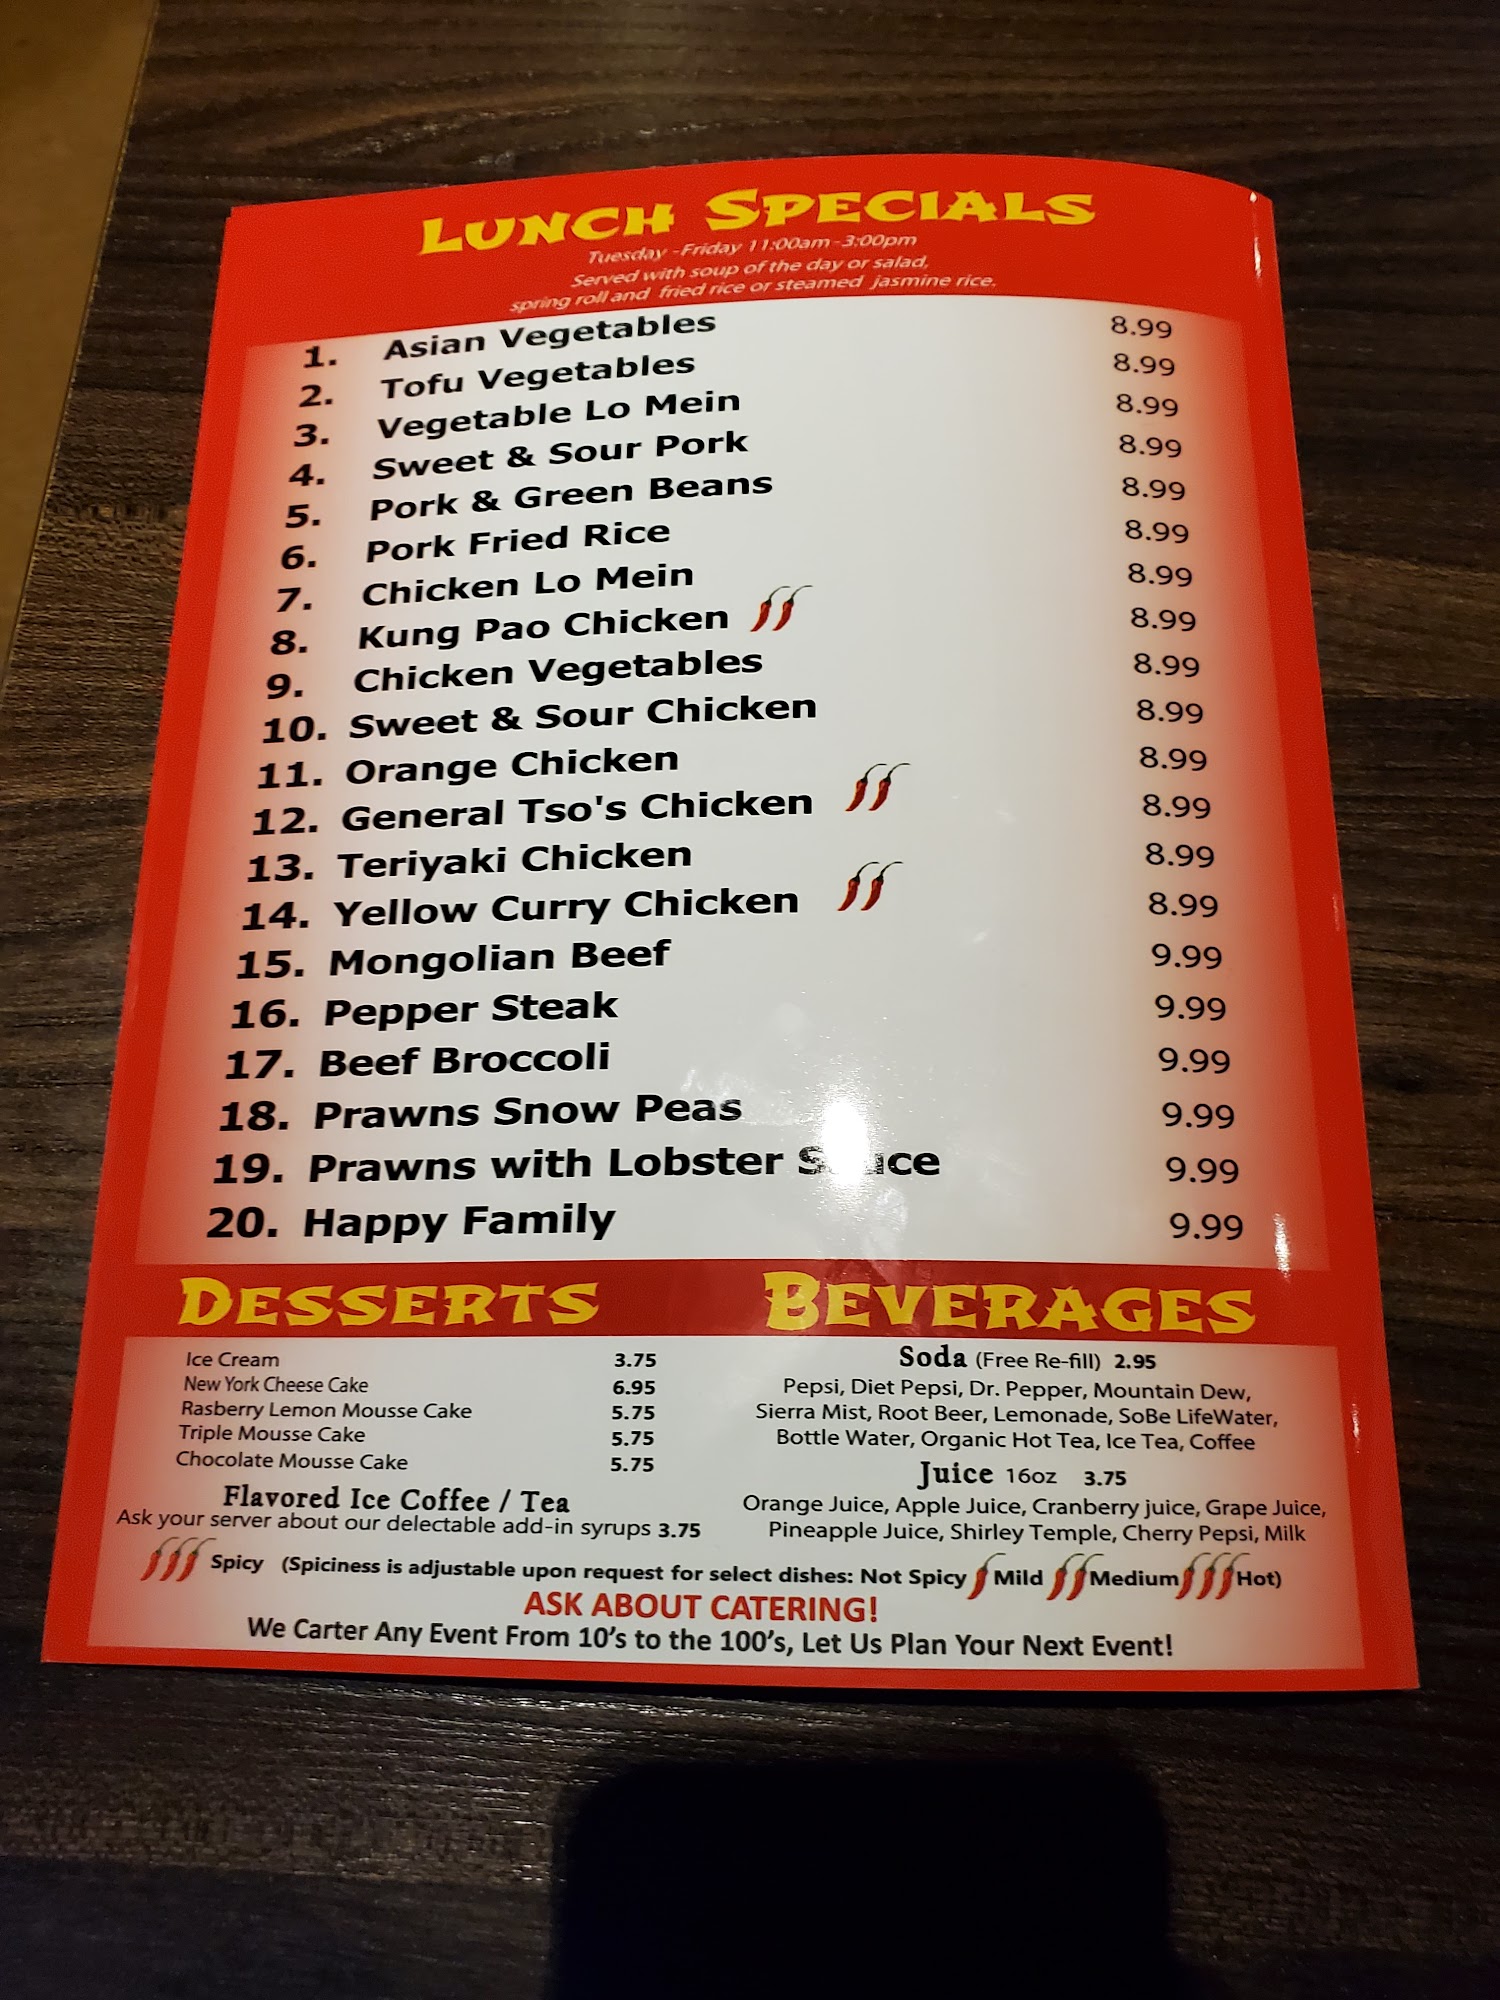 LUNCH SPECIALS
Tuesday -Friday 11:00am -3:00pm
Served with soup of the day or salad,
spring roll and fried rice or steamed jasmine rice.
1. Asian Vegetables 8.99
2. Tofu Vegetables 8.99
3. Vegetable Lo Mein 8.99
4. Sweet & Sour Pork 8.99
5. Pork & Green Beans 8.99
6. Pork Fried Rice 8.99
7. Chicken Lo Mein 8.99
8. Kung Pao Chicken 8.99
9. Chicken Vegetables 8.99
10. Sweet & Sour Chicken 8.99
11. Orange Chicken 8.99
12. General Tso's Chicken 8.99
13. Teriyaki Chicken 8.99
14. Yellow Curry Chicken 8.99
15. Mongolian Beef 9.99
16. Pepper Steak 9.99
17. Beef Broccoli 9.99
18. Prawns Snow Peas 9.99
19. Prawns with Lobster Sauce 9.99
20. Happy Family 9.99
DESSERTS
Ice Cream 3.75
New York Cheese Cake 6.95
Rasberry Lemon Mousse Cake 5.75
Triple Mousse Cake 5.75
Chocolate Mousse Cake 5.75
Flavored Ice Coffee / Tea
Ask your server about our delectable add-in syrups 3.75
BEVERAGES
Soda (Free Re-fill) 2.95
Pepsi, Diet Pepsi, Dr. Pepper, Mountain Dew,
Sierra Mist, Root Beer, Lemonade, SoBe LifeWater,
Bottle Water, Organic Hot Tea, Ice Tea, Coffee
Juice 16oz 3.75
Orange Juice, Apple Juice, Cranberry juice, Grape Juice,
Pineapple Juice, Shirley Temple, Cherry Pepsi, Milk
Spicy (Spiciness is adjustable upon request for select dishes: Not Spicy Mild Medium Hot)
ASK ABOUT CATERING!
We Carter Any Event From 10's to the 100's, Let Us Plan Your Next Event!